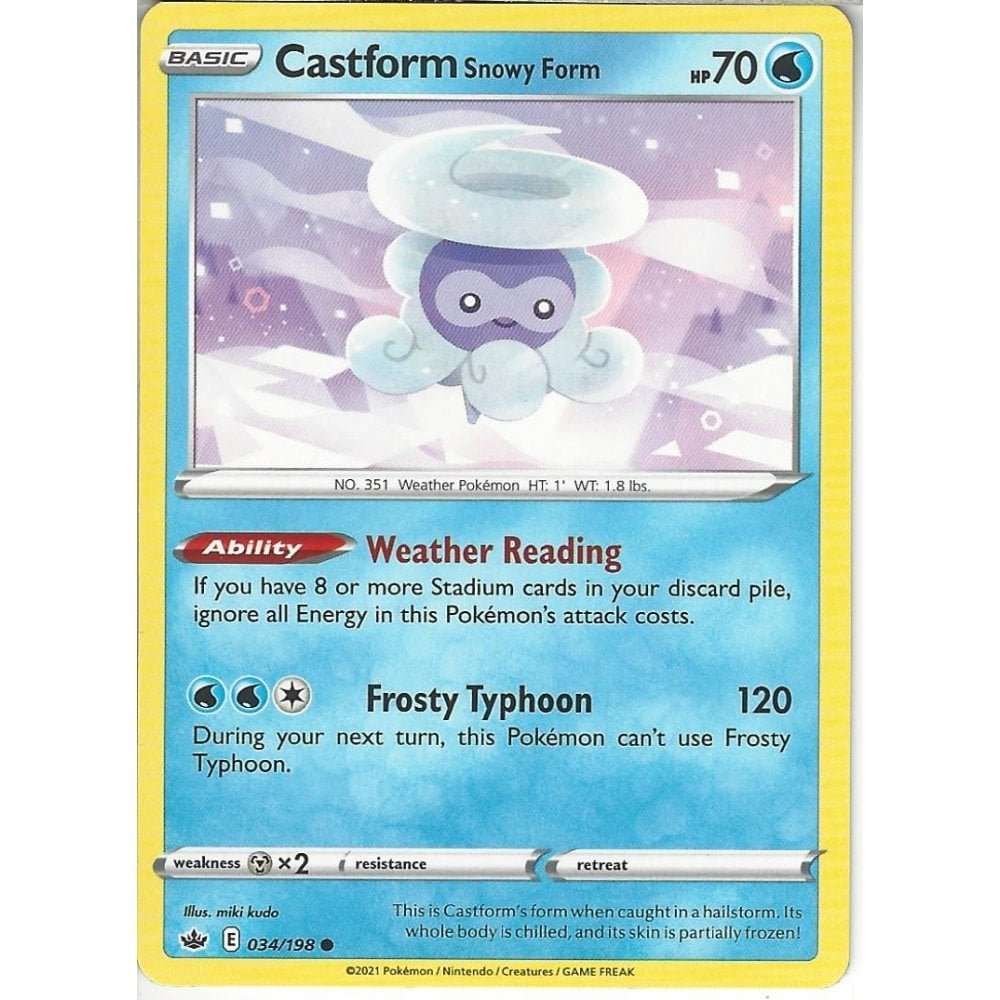 BASIC Castform Snowy Form HP 70
NO. 351 Weather Pokémon HT: 1' WT: 1.8 lbs.
Ability Weather Reading
If you have 8 or more Stadium cards in your discard pile,
ignore all Energy in this Pokémon's attack costs.
Frosty Typhoon 120
During your next turn, this Pokémon can't use Frosty
Typhoon.
weakness ×2 resistance retreat
Illus. miki kudo
This is Castform's form when caught in a hailstorm. Its
whole body is chilled, and its skin is partially frozen!
E 034/198
©2021 Pokémon / Nintendo / Creatures / GAME FREAK